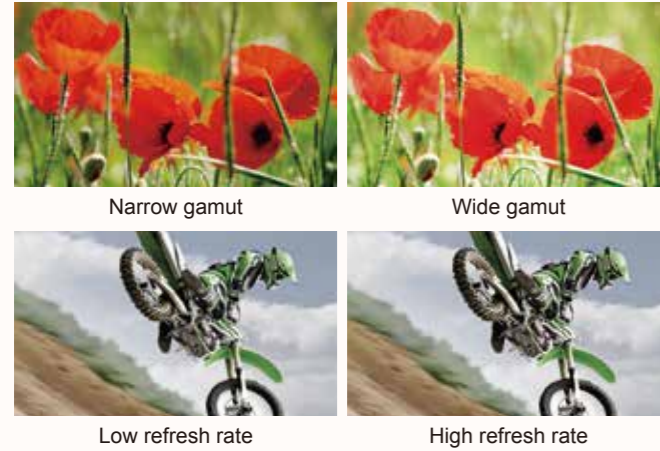 Narrow gamut
Wide gamut
Low refresh rate
High refresh rate